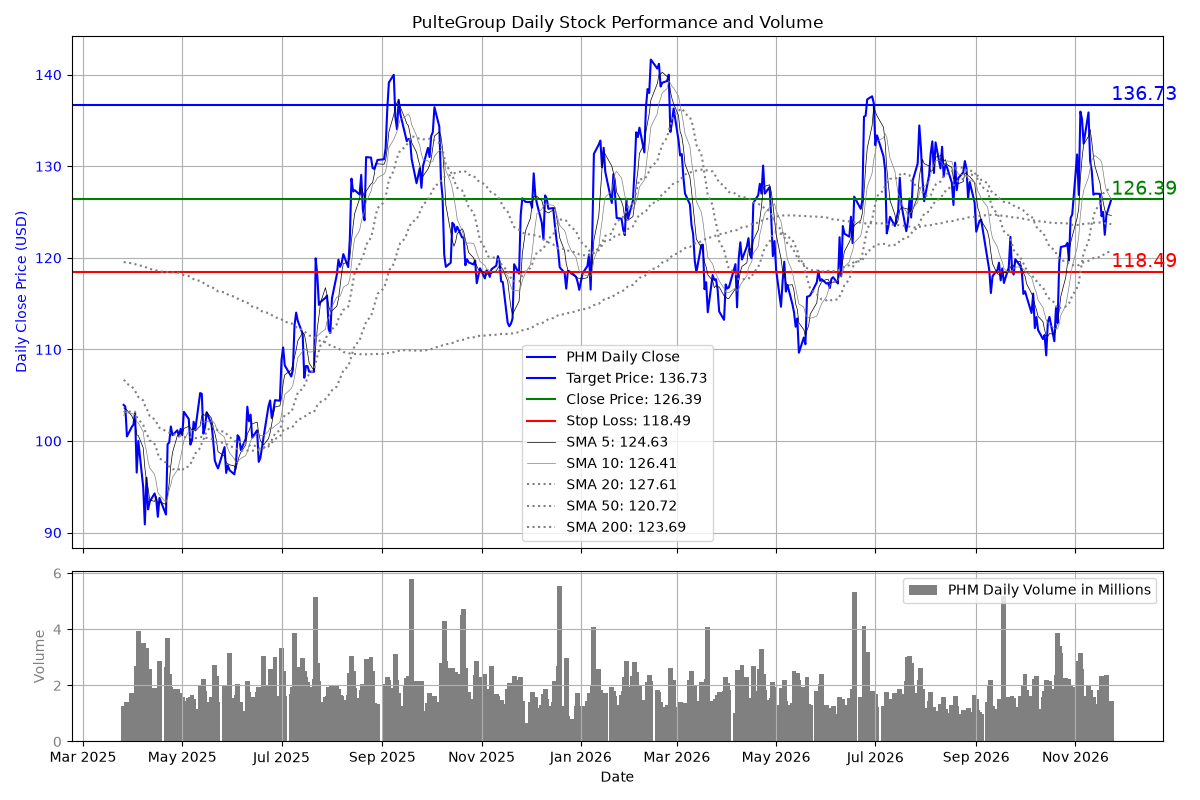 PulteGroup Daily Stock Performance and Volume
140
130
120
110
100
90
Daily Close Price (USD)
136.73
126.39
118.49
PHM Daily Close
Target Price: 136.73
Close Price: 126.39
Stop Loss: 118.49
SMA 5: 124.63
SMA 10: 126.41
SMA 20: 127.61
SMA 50: 120.72
SMA 200: 123.69
6
4
2
0
Volume
PHM Daily Volume in Millions
Mar 2025 May 2025 Jul 2025 Sep 2025 Nov 2025 Jan 2026 Mar 2026 May 2026 Jul 2026 Sep 2026 Nov 2026
Date